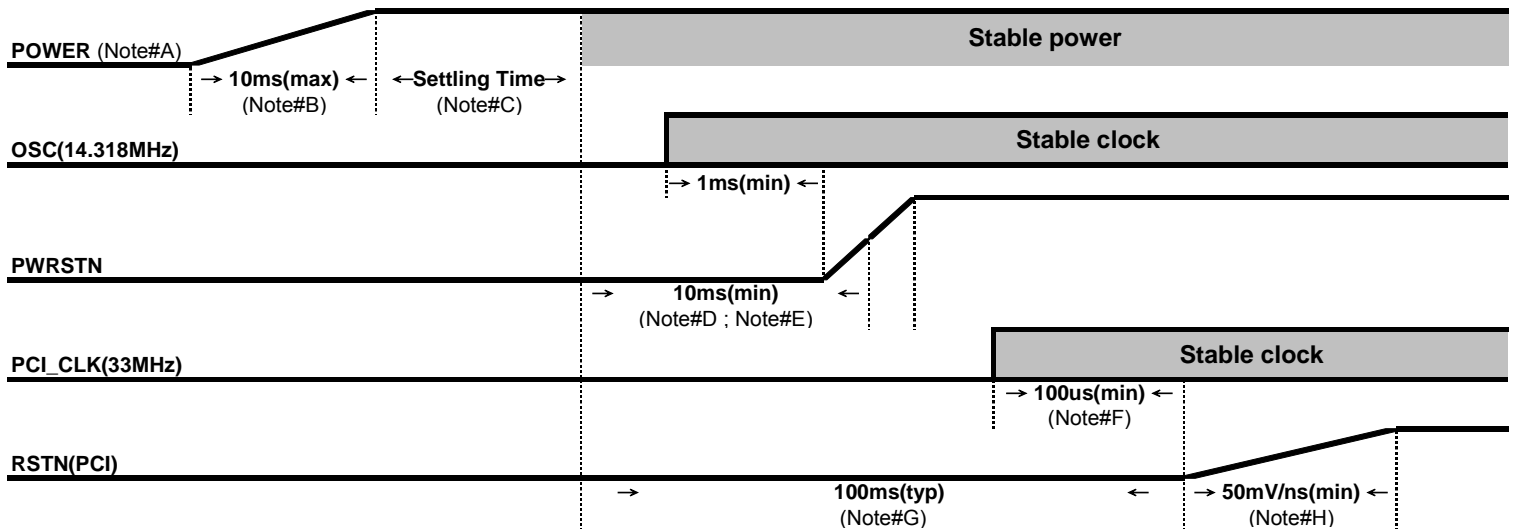 Stable power
POWER (Note#A)
→ 10ms(max) ← ←Settling Time→
(Note#B) (Note#C)
Stable clock
OSC(14.318MHz)
→ 1ms(min) ←
PWRSTN
→ 10ms(min) ←
(Note#D ; Note#E)
Stable clock
PCI_CLK(33MHz)
→ 100us(min) ←
(Note#F)
RSTN(PCI)
→ 100ms(typ) ← → 50mV/ns(min) ←
(Note#G) (Note#H)